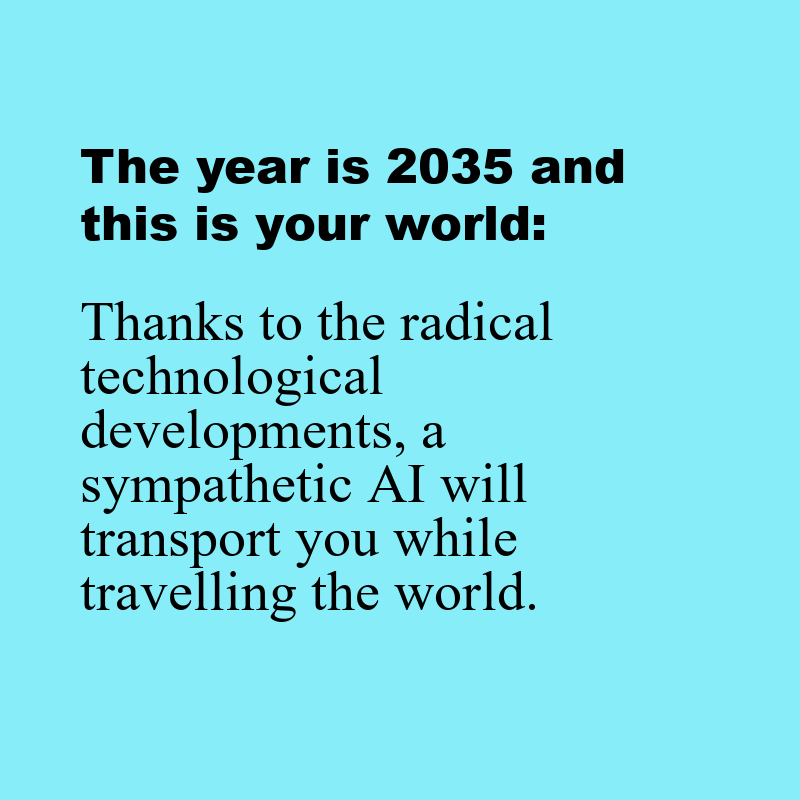 The year is 2035 and
this is your world:
Thanks to the radical
technological
developments, a
sympathetic AI will
transport you while
travelling the world.